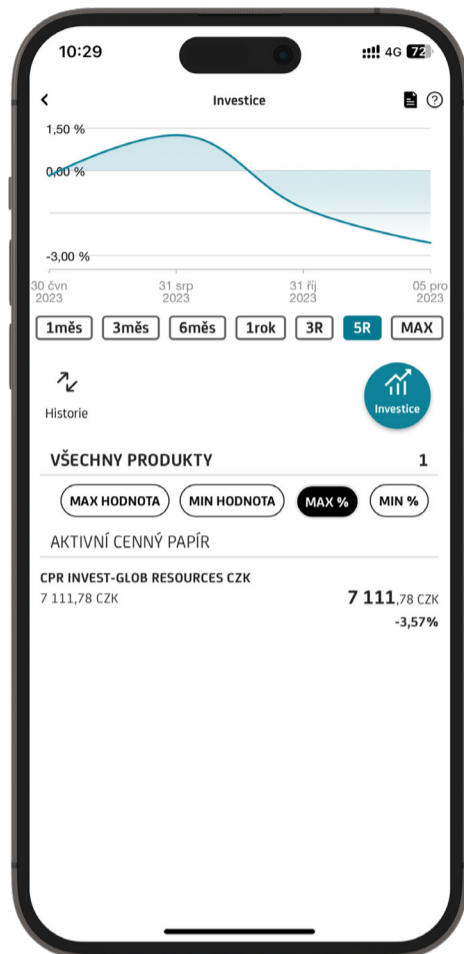 10:29
4G 72
Investice
1,50 %
0,00 %
-3,00 %
30 čvn 2023
31 srp 2023
31 říj 2023
05 pro 2023
1měs 3měs 6měs 1rok 3R 5R MAX
Historie
Investice
VŠECHNY PRODUKTY 1
MAX HODNOTA MIN HODNOTA MAX % MIN %
AKTIVNÍ CENNÝ PAPÍR
CPR INVEST-GLOB RESOURCES CZK
7 111,78 CZK 7 111,78 CZK
-3,57%